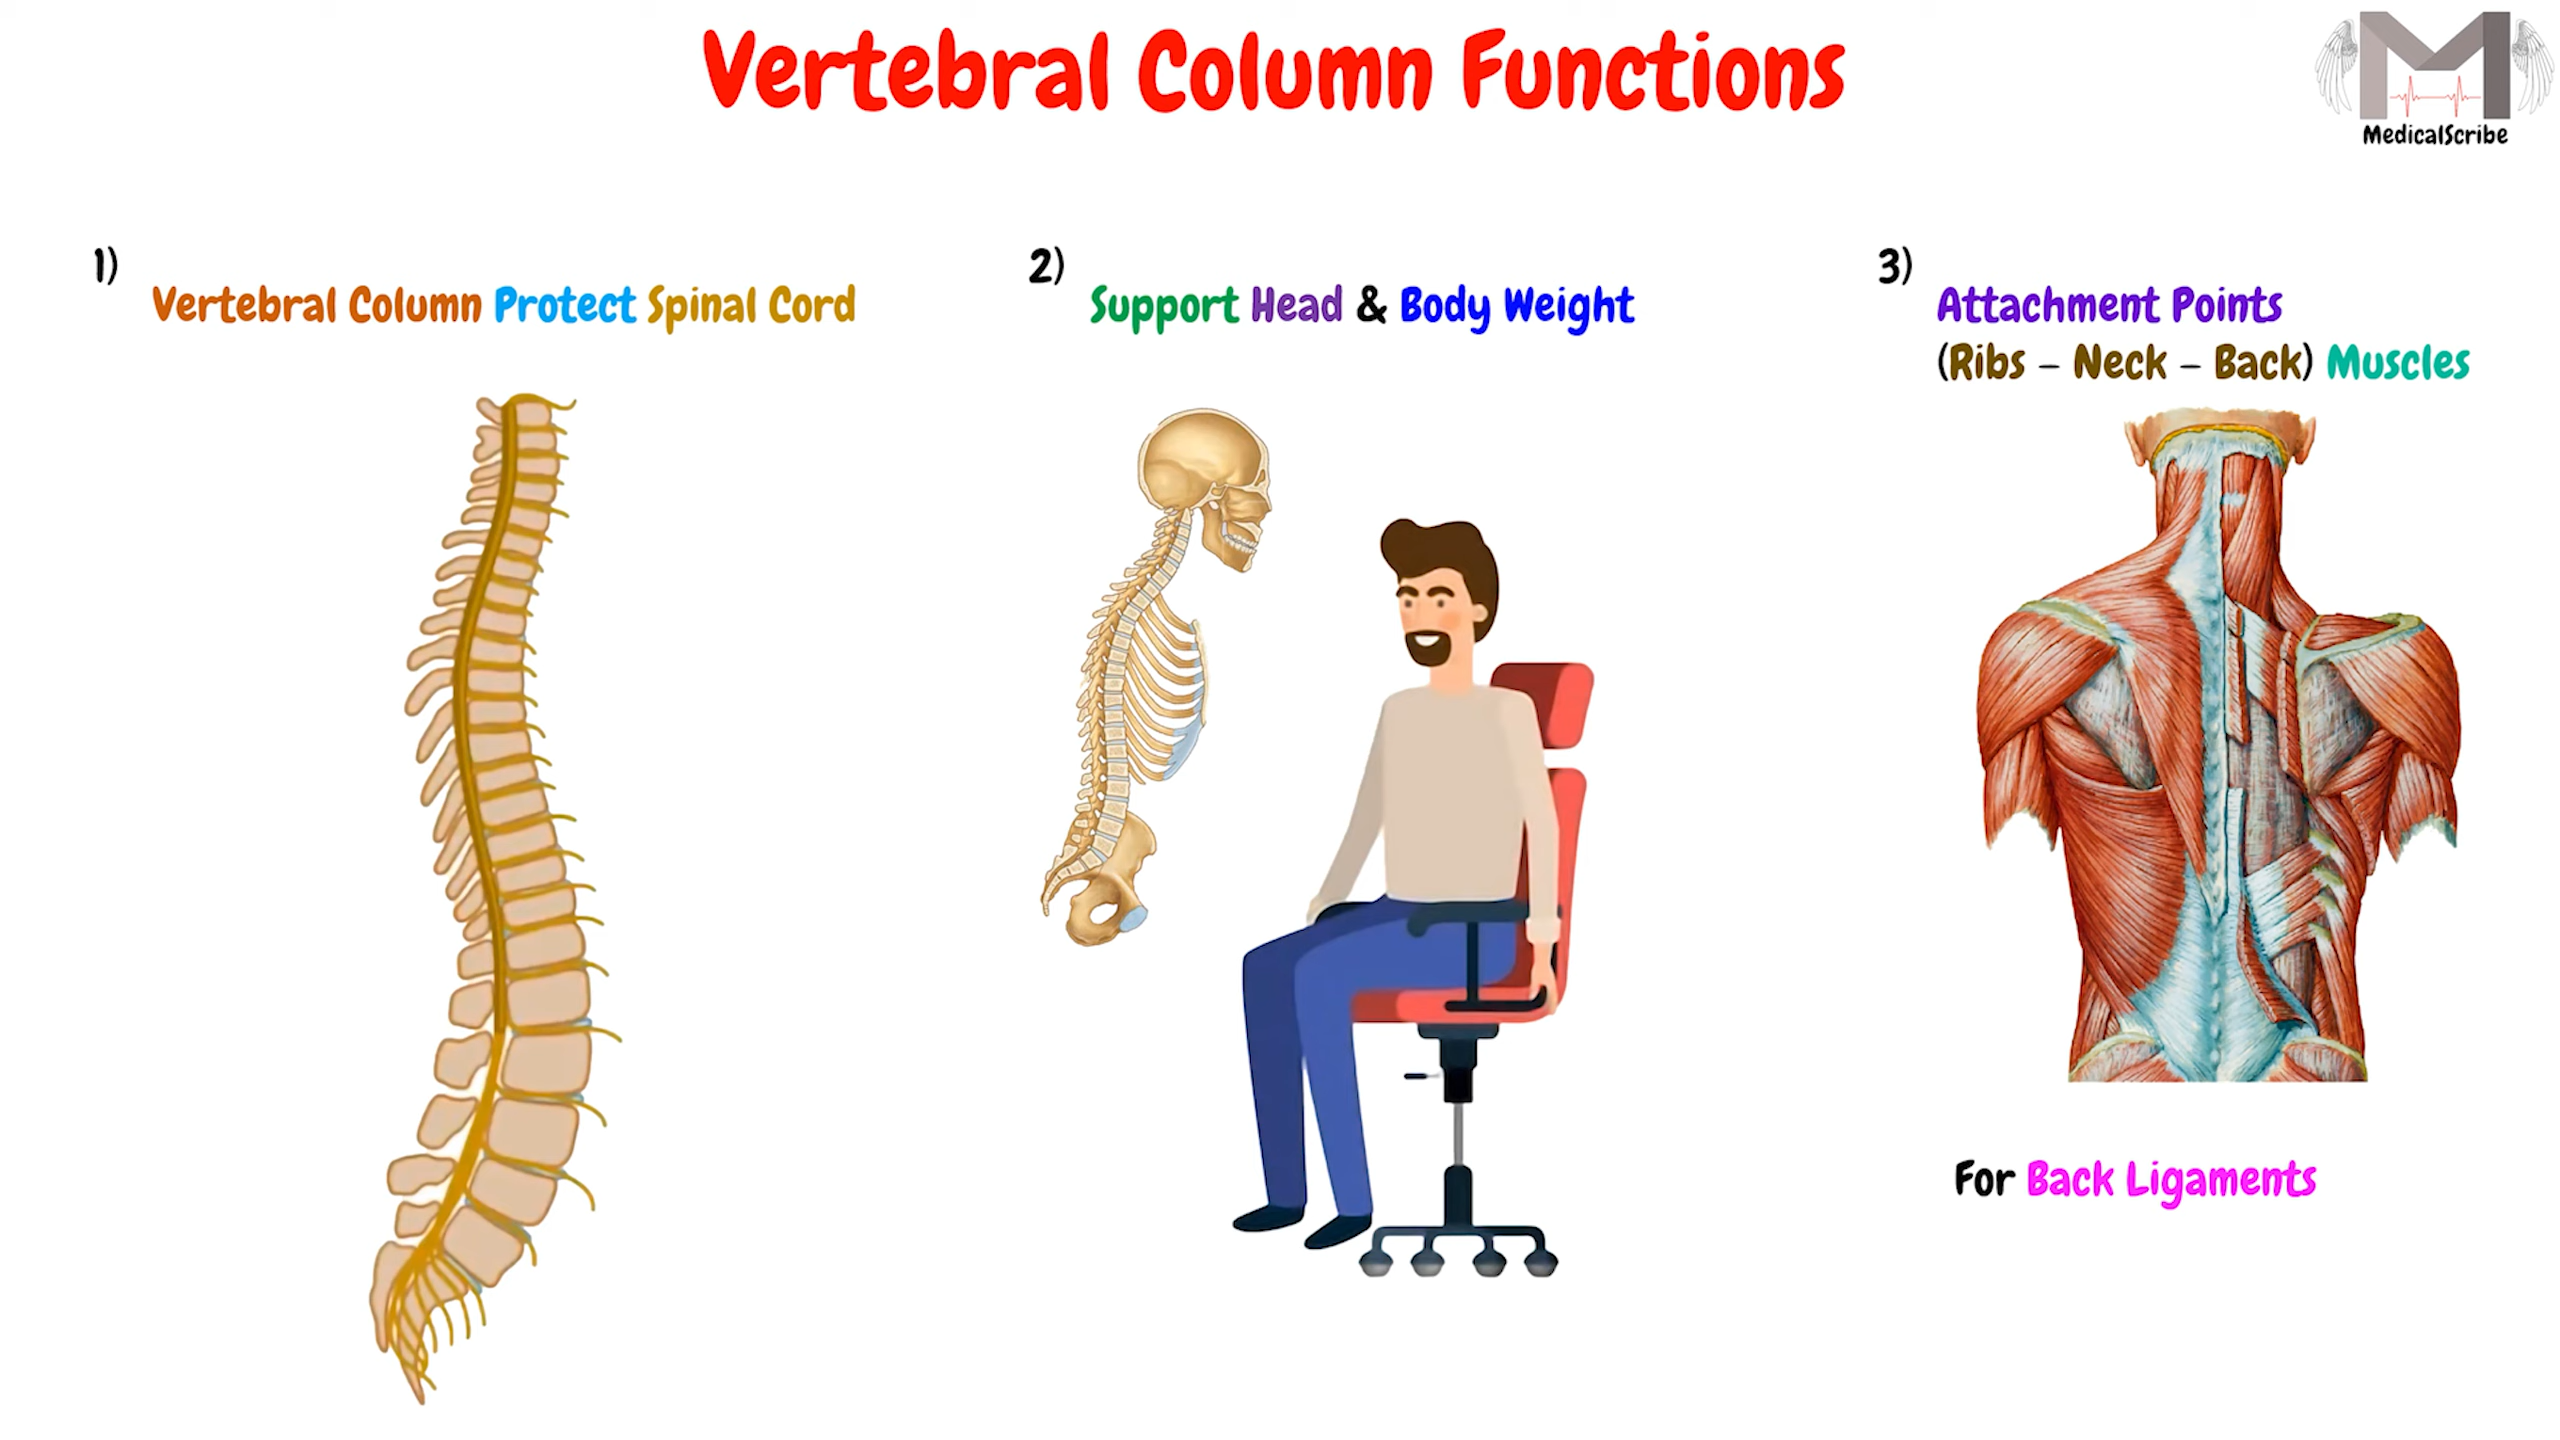 Vertebral Column Functions
MedicalScribe
1)
Vertebral Column Protect Spinal Cord
2)
Support Head & Body Weight
3)
Attachment Points
(Ribs – Neck – Back) Muscles
For Back Ligaments